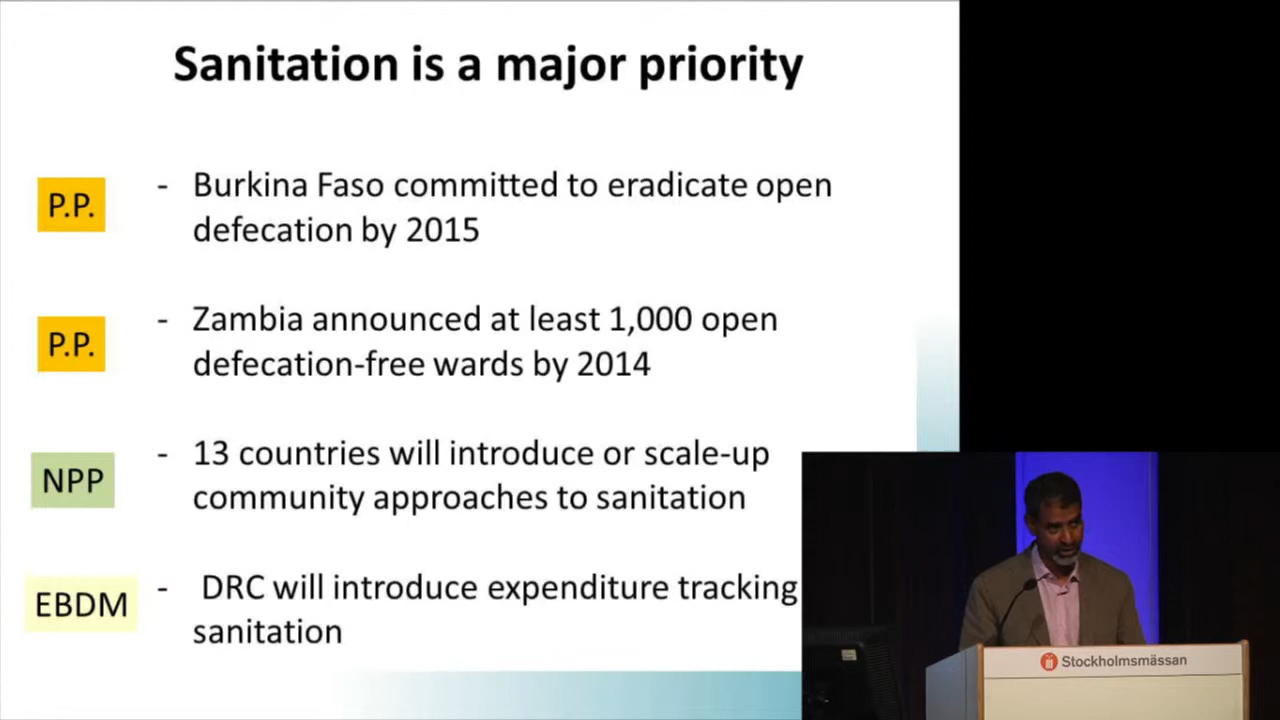 Sanitation is a major priority
P.P.
- Burkina Faso committed to eradicate open
defecation by 2015
P.P.
- Zambia announced at least 1,000 open
defecation-free wards by 2014
NPP
- 13 countries will introduce or scale-up
community approaches to sanitation
EBDM
- DRC will introduce expenditure tracking
sanitation
Stockholmsmässan